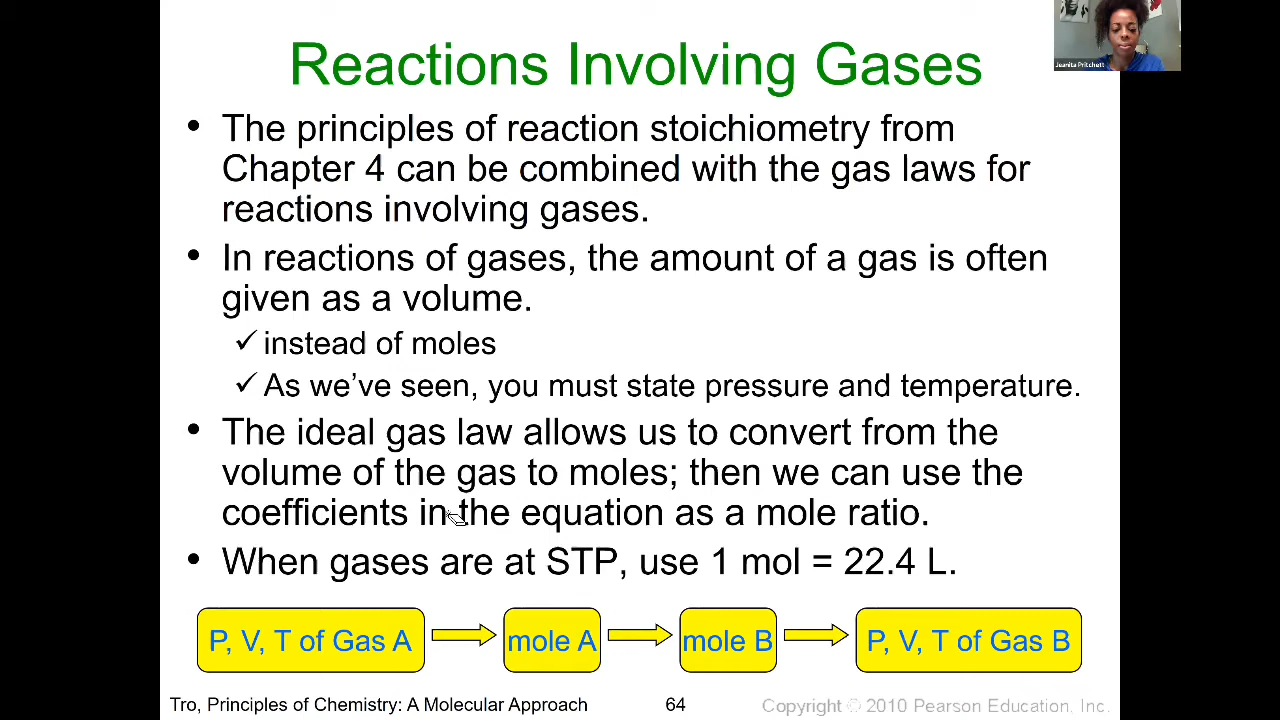 Reactions Involving Gases
Jeanita Pritchett
• The principles of reaction stoichiometry from
Chapter 4 can be combined with the gas laws for
reactions involving gases.
• In reactions of gases, the amount of a gas is often
given as a volume.
✓ instead of moles
✓ As we’ve seen, you must state pressure and temperature.
• The ideal gas law allows us to convert from the
volume of the gas to moles; then we can use the
coefficients in the equation as a mole ratio.
• When gases are at STP, use 1 mol = 22.4 L.
P, V, T of Gas A
mole A
mole B
P, V, T of Gas B
Tro, Principles of Chemistry: A Molecular Approach
64
Copyright © 2010 Pearson Education, Inc.